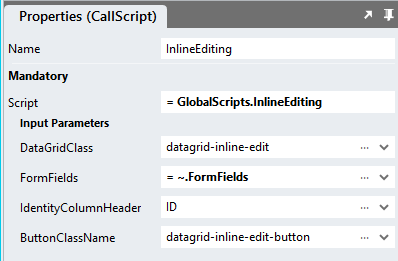 Properties (CallScript)
Name InlineEditing
Mandatory
Script = GlobalScripts.InlineEditing
Input Parameters
DataGridClass datagrid-inline-edit ...
FormFields = ~.FormFields ...
IdentityColumnHeader ID ...
ButtonClassName datagrid-inline-edit-button ...